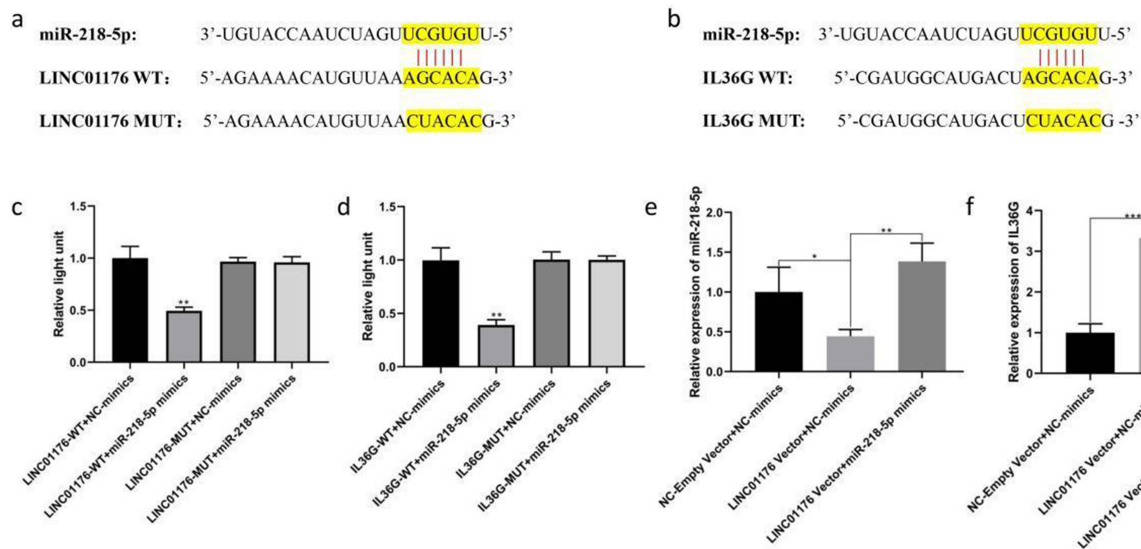 a
miR-218-5p: 3’-UGUACCAAUCUAGUUCGUGUU-5’
LINC01176 WT: 5’-AGAAAACAUGUUAAAGCACAG-3’
LINC01176 MUT: 5’-AGAAAACAUGUUAACUACACG-3’
b
miR-218-5p: 3’-UGUACCAAUCUAGUUCGUGUU-5’
IL36G WT: 5’-CGAUGGCAUGACUAGCACAG-3’
IL36G MUT: 5’-CGAUGGCAUGACUCUACACG -3’
c
Relative light unit
1.5
1.0
0.5
0.0
**
LINC01176-WT+NC-mimics
LINC01176-WT+miR-218-5p mimics
LINC01176-MUT+NC-mimics
LINC01176-MUT+miR-218-5p mimics
d
Relative light unit
1.5
1.0
0.5
0.0
**
IL36G-WT+NC-mimics
IL36G-WT+miR-218-5p mimics
IL36G-MUT+NC-mimics
IL36G-MUT+miR-218-5p mimics
e
Relative expression of miR-218-5p
2.0
1.5
1.0
0.5
0.0
*
**
NC-Empty Vector+NC-mimics
LINC01176 Vector+NC-mimics
LINC01176 Vector+miR-218-5p mimics
f
Relative expression of IL36G
4
3
2
1
0
***
NC-Empty Vector+NC-mimics
LINC01176 Vector+NC-m
LINC01176 Vect